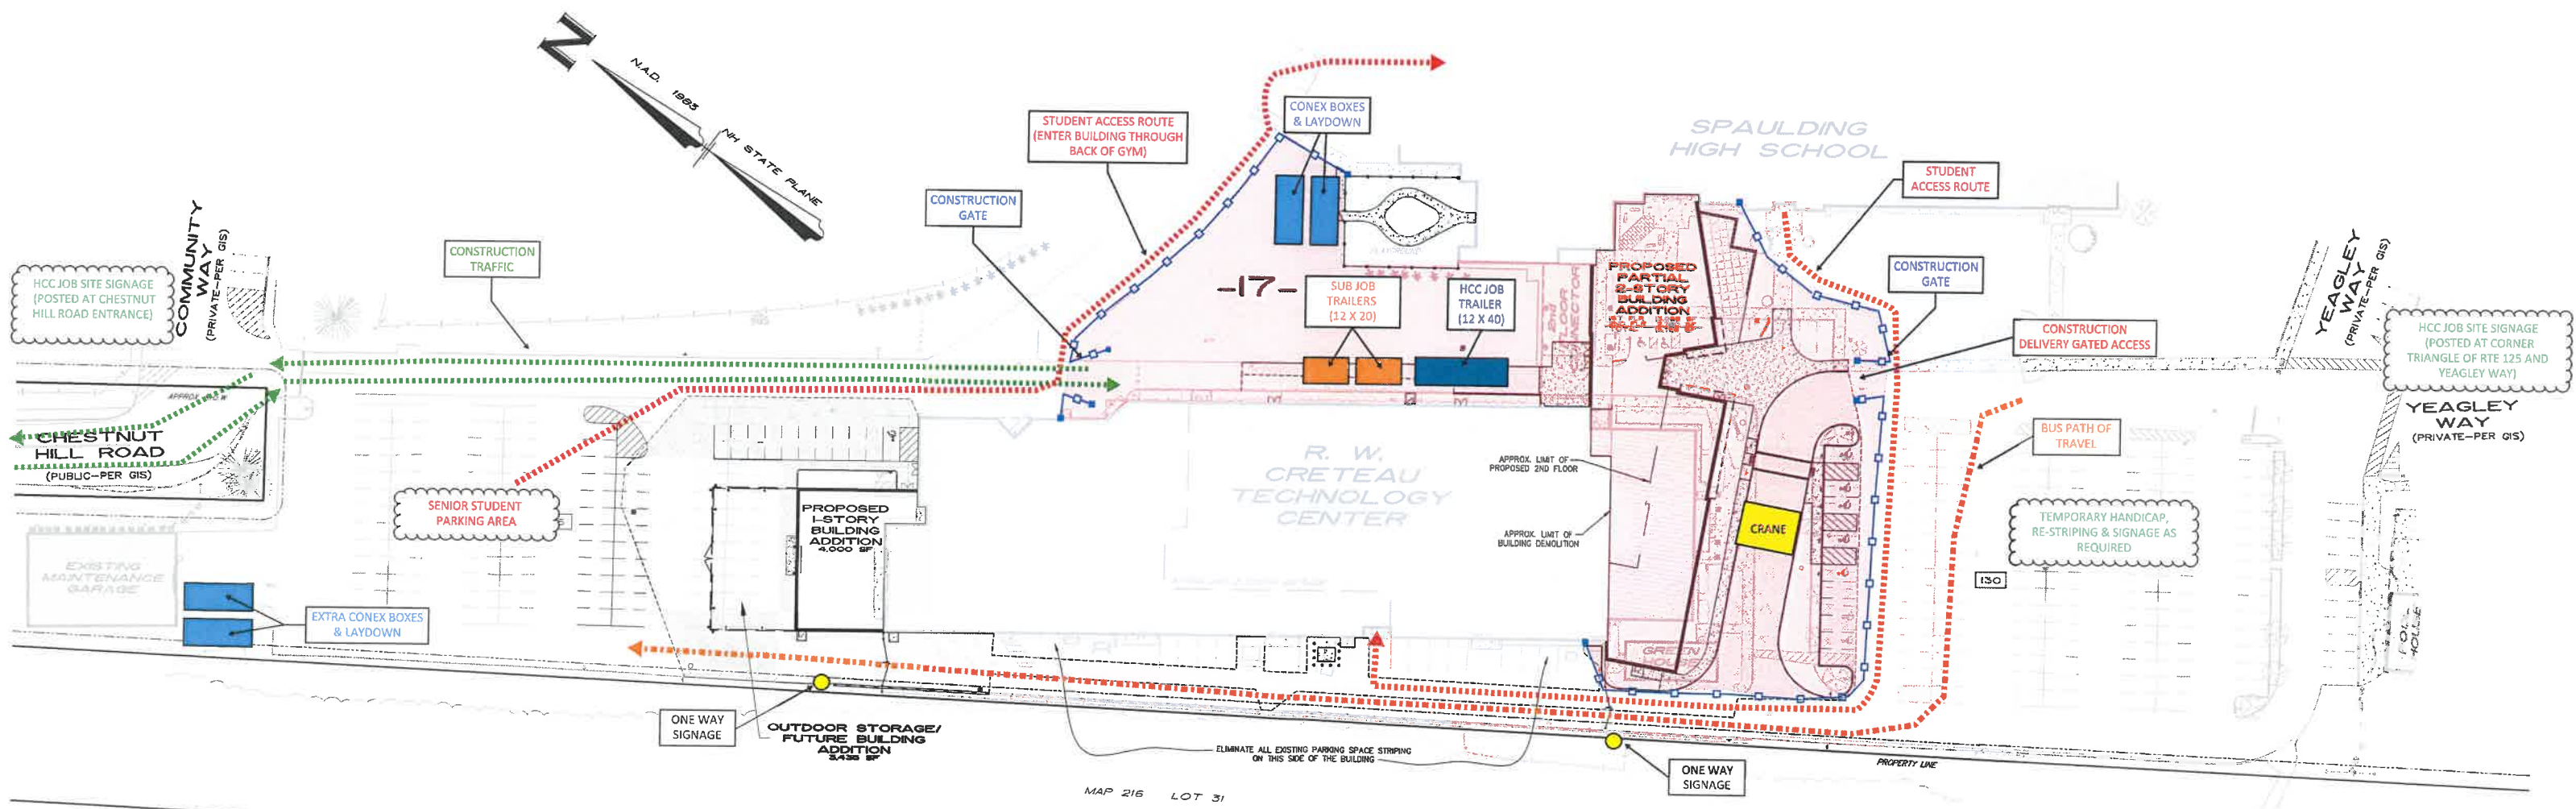 N
N.A.D. 1983
NH STATE PLANE
COMMUNITY
WAY
(PRIVATE-PER GIS)
HCC JOB SITE SIGNAGE
(POSTED AT CHESTNUT
HILL ROAD ENTRANCE)
CONSTRUCTION
TRAFFIC
CHESTNUT
HILL ROAD
(PUBLIC-PER GIS)
SENIOR STUDENT
PARKING AREA
EXISTING
MAINTENANCE
GARAGE
EXTRA CONEX BOXES
& LAYDOWN
PROPOSED
1-STORY
BUILDING
ADDITION
4,000 SF
ONE WAY
SIGNAGE
OUTDOOR STORAGE/
FUTURE BUILDING
ADDITION
CONSTRUCTION
GATE
STUDENT ACCESS ROUTE
(ENTER BUILDING THROUGH
BACK OF GYM)
CONEX BOXES
& LAYDOWN
-17-
SUB JOB
TRAILERS
(12 X 20)
HCC JOB
TRAILER
(12 X 40)
2nd
FLOOR
CONNECTOR
R. W.
CRETEAU
TECHNOLOGY
CENTER
APPROX. LIMIT OF
PROPOSED 2ND FLOOR
APPROX. LIMIT OF
BUILDING DEMOLITION
ELIMINATE ALL EXISTING PARKING SPACE STRIPING
ON THIS SIDE OF THE BUILDING
MAP 216 LOT 31
SPAULDING
HIGH SCHOOL
PROPOSED
PARTIAL
2-STORY
BUILDING
ADDITION
GREEN
HOUSE
CRANE
STUDENT
ACCESS ROUTE
CONSTRUCTION
GATE
CONSTRUCTION
DELIVERY GATED ACCESS
BUS PATH OF
TRAVEL
TEMPORARY HANDICAP,
RE-STRIPING & SIGNAGE AS
REQUIRED
130
ONE WAY
SIGNAGE
PROPERTY LINE
YEAGLEY
WAY
(PRIVATE-PER GIS)
HCC JOB SITE SIGNAGE
(POSTED AT CORNER
TRIANGLE OF RTE 125 AND
YEAGLEY WAY)
YEAGLEY
WAY
(PRIVATE-PER GIS)